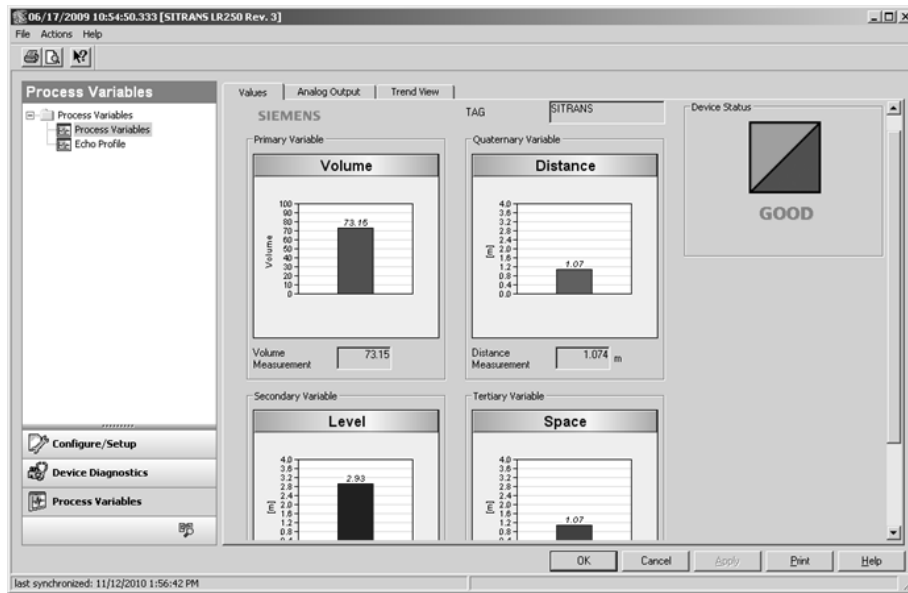 06/17/2009 10:54:50.333 [SITRANS LR250 Rev. 3]
File Actions Help
Process Variables
Process Variables
Process Variables
Echo Profile
Configure/Setup
Device Diagnostics
Process Variables
Values Analog Output Trend View
SIEMENS
TAG SITRANS
Primary Variable
Volume
100
90
80
70
60
50
40
30
20
10
0
Volume
73.15
Volume
Measurement
73.15
Quaternary Variable
Distance
4.0
3.6
3.2
2.8
2.4
2.0
1.6
1.2
0.8
0.4
0.0
[m]
1.07
Distance
Measurement
1.074 m
Device Status
GOOD
Secondary Variable
Level
4.0
3.6
3.2
2.8
2.4
2.0
1.6
1.2
0.8
[m]
2.93
Tertiary Variable
Space
4.0
3.6
3.2
2.8
2.4
2.0
1.6
1.2
0.8
[m]
1.07
OK Cancel Apply Print Help
last synchronized: 11/12/2010 1:56:42 PM